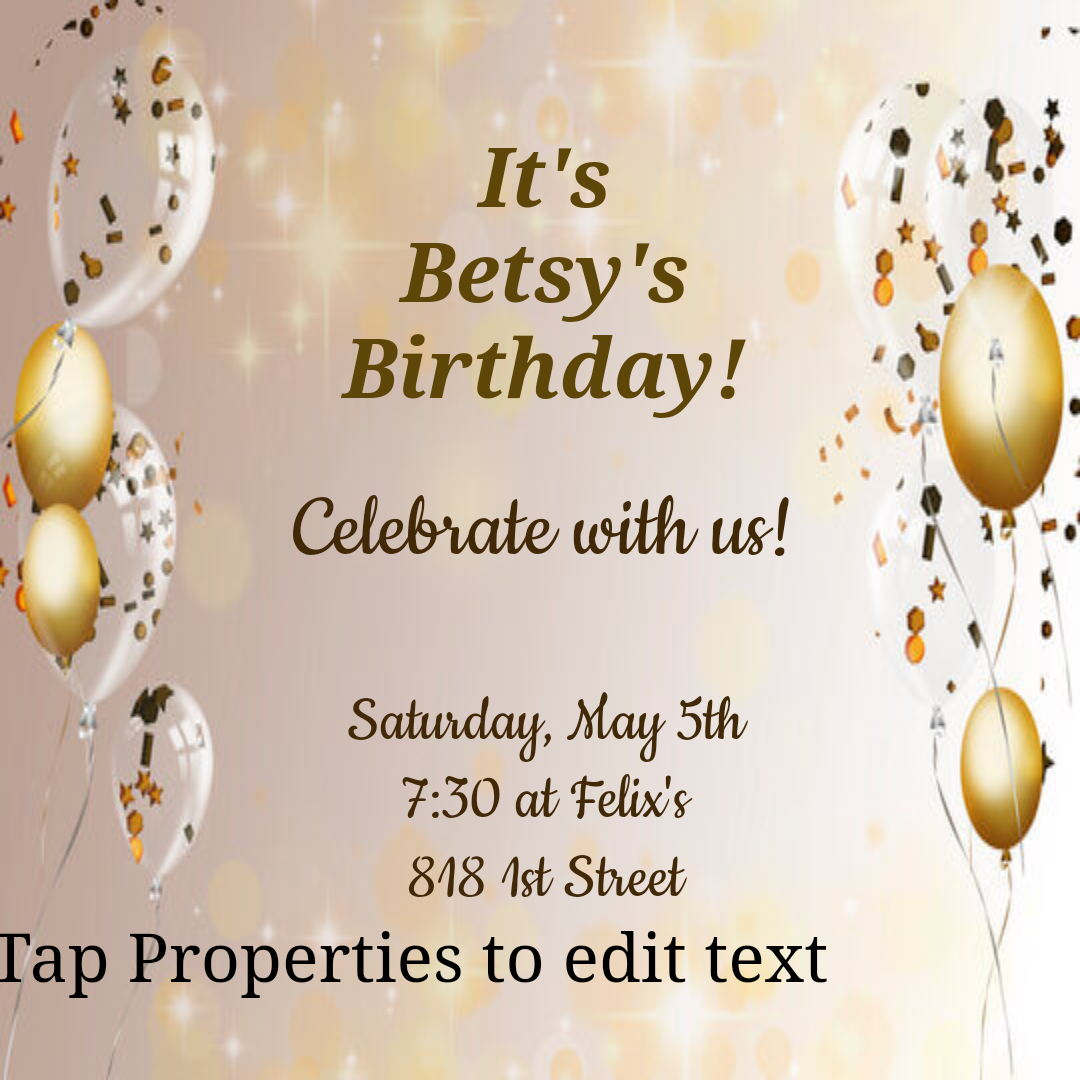 It's
Betsy's
Birthday!
Celebrate with us!
Saturday, May 5th
7:30 at Felix's
818 1st Street
Tap Properties to edit text